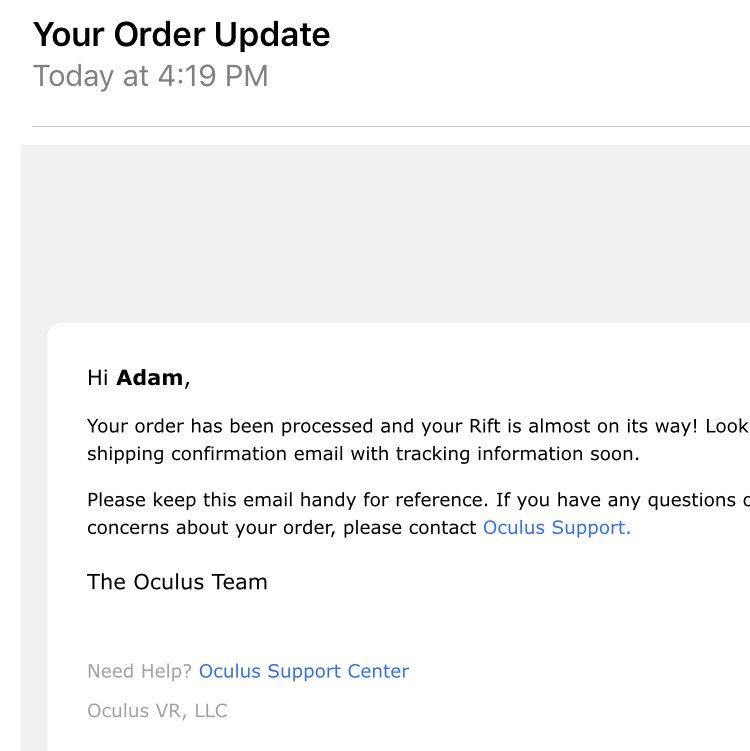 Your Order Update
Today at 4:19 PM
Hi Adam,
Your order has been processed and your Rift is almost on its way! Look
shipping confirmation email with tracking information soon.
Please keep this email handy for reference. If you have any questions
concerns about your order, please contact Oculus Support.
The Oculus Team
Need Help? Oculus Support Center
Oculus VR, LLC